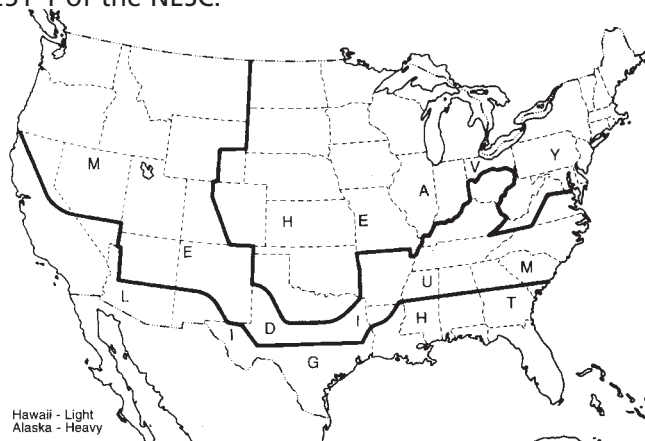 of the NESC.
H E A V Y
M E D I U M
L I G H T
Hawaii - Light
Alaska - Heavy